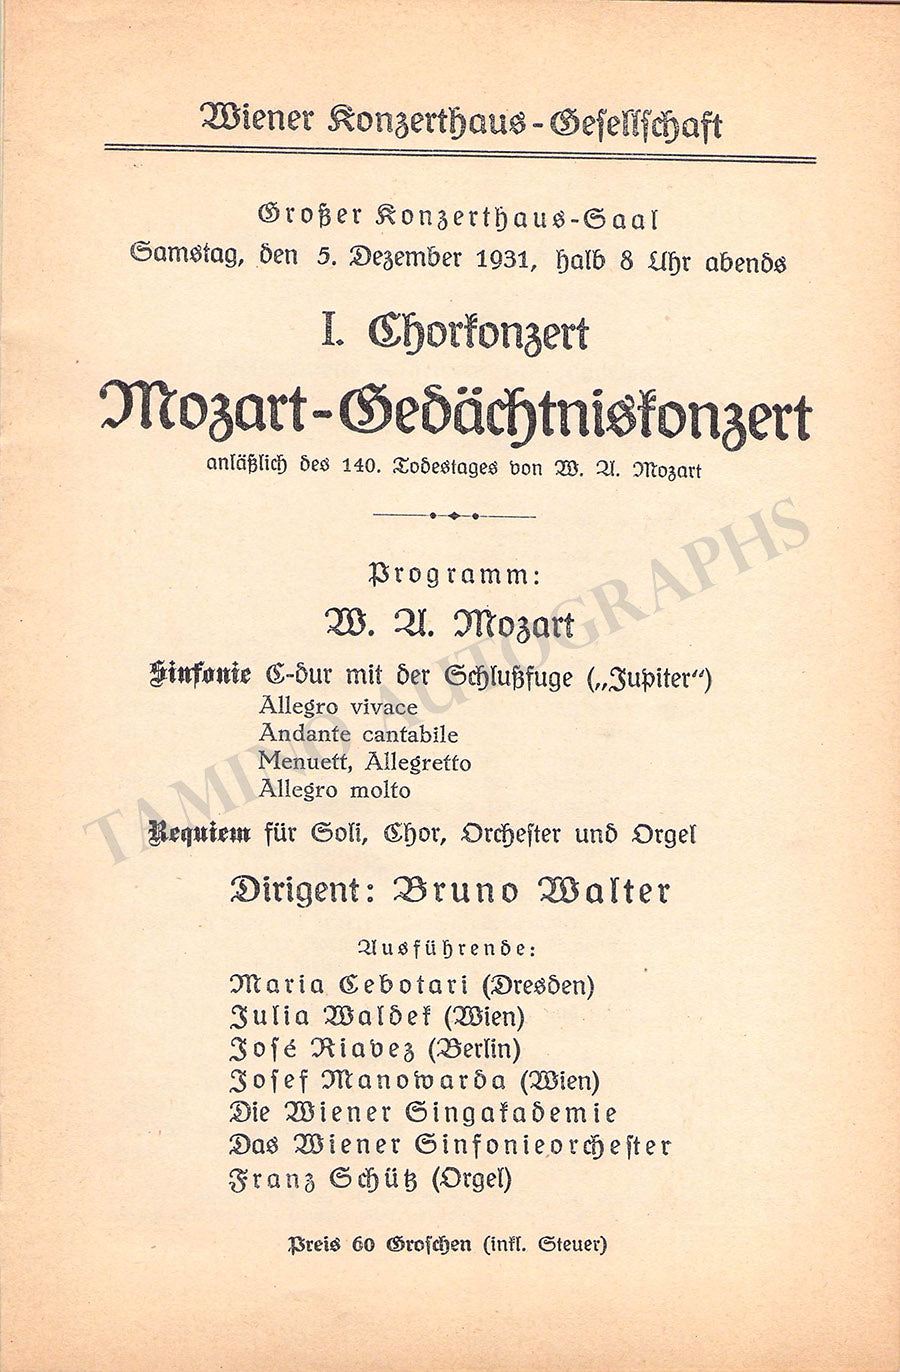 Wiener Konzerthaus-Gesellschaft
Großer Konzerthaus-Saal
Samstag, den 5. Dezember 1931, halb 8 Uhr abends
I. Chorkonzert
Mozart-Gedächtniskonzert
anläßlich des 140. Todestages von W. A. Mozart
Programm:
W. A. Mozart
Sinfonie C-dur mit der Schlußfuge („Jupiter“)
Allegro vivace
Andante cantabile
Menuett, Allegretto
Allegro molto
Requiem für Soli, Chor, Orchester und Orgel
Dirigent: Bruno Walter
Ausführende:
Maria Cebotari (Dresden)
Julia Waldek (Wien)
José Riavez (Berlin)
Josef Manowarda (Wien)
Die Wiener Singakademie
Das Wiener Sinfonieorchester
Franz Schütz (Orgel)
Preis 60 Groschen (inkl. Steuer)
TAMINO AUTOGRAPHS